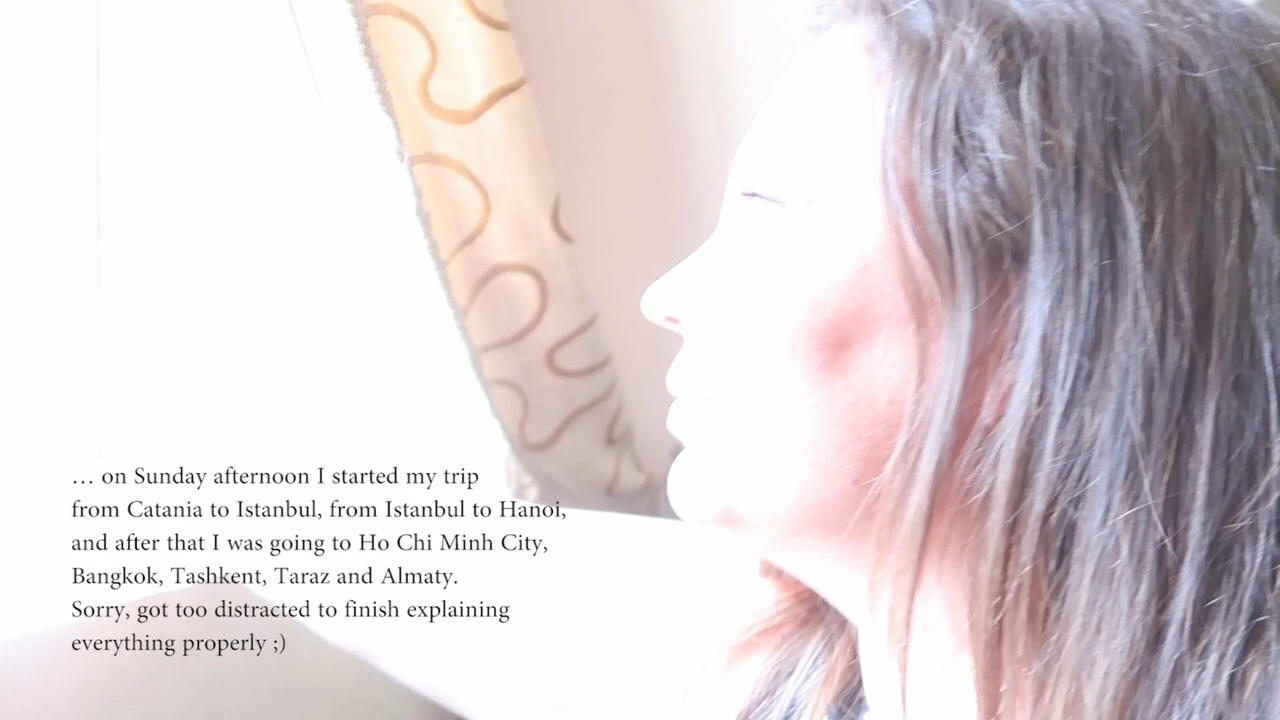 … on Sunday afternoon I started my trip
from Catania to Istanbul, from Istanbul to Hanoi,
and after that I was going to Ho Chi Minh City,
Bangkok, Tashkent, Taraz and Almaty.
Sorry, got too distracted to finish explaining
everything properly ;)